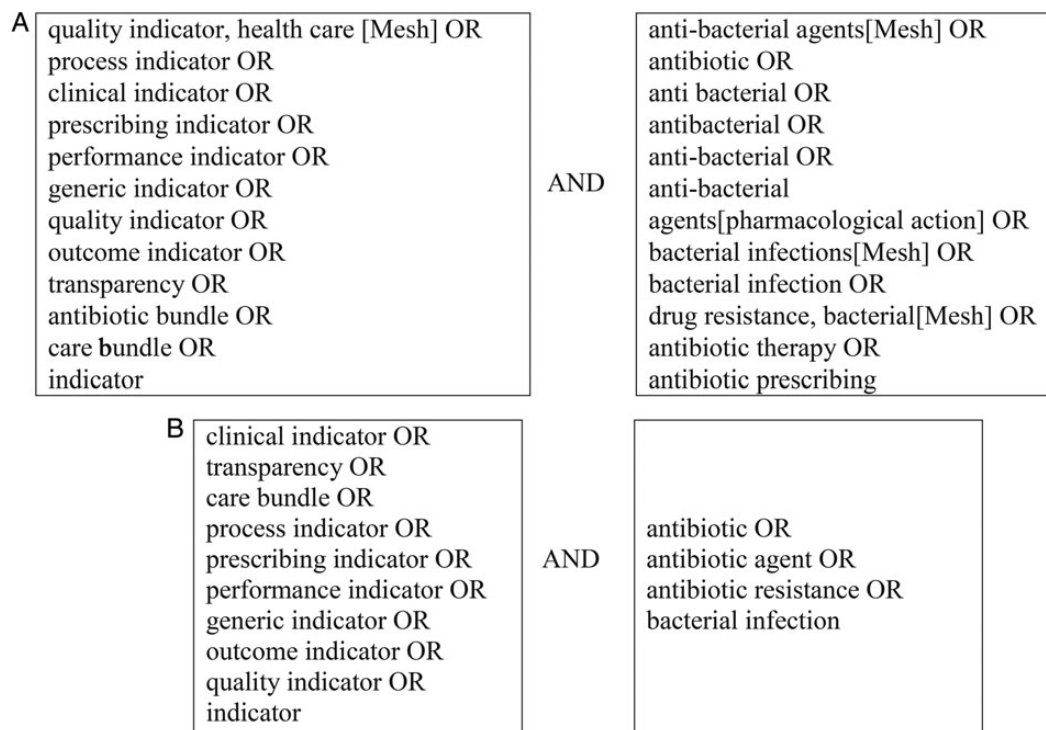 A
quality indicator, health care [Mesh] OR
process indicator OR
clinical indicator OR
prescribing indicator OR
performance indicator OR
generic indicator OR
quality indicator OR
outcome indicator OR
transparency OR
antibiotic bundle OR
care bundle OR
indicator
AND
anti-bacterial agents[Mesh] OR
antibiotic OR
anti bacterial OR
antibacterial OR
anti-bacterial OR
anti-bacterial
agents[pharmacological action] OR
bacterial infections[Mesh] OR
bacterial infection OR
drug resistance, bacterial[Mesh] OR
antibiotic therapy OR
antibiotic prescribing
B
clinical indicator OR
transparency OR
care bundle OR
process indicator OR
prescribing indicator OR
performance indicator OR
generic indicator OR
outcome indicator OR
quality indicator OR
indicator
AND
antibiotic OR
antibiotic agent OR
antibiotic resistance OR
bacterial infection